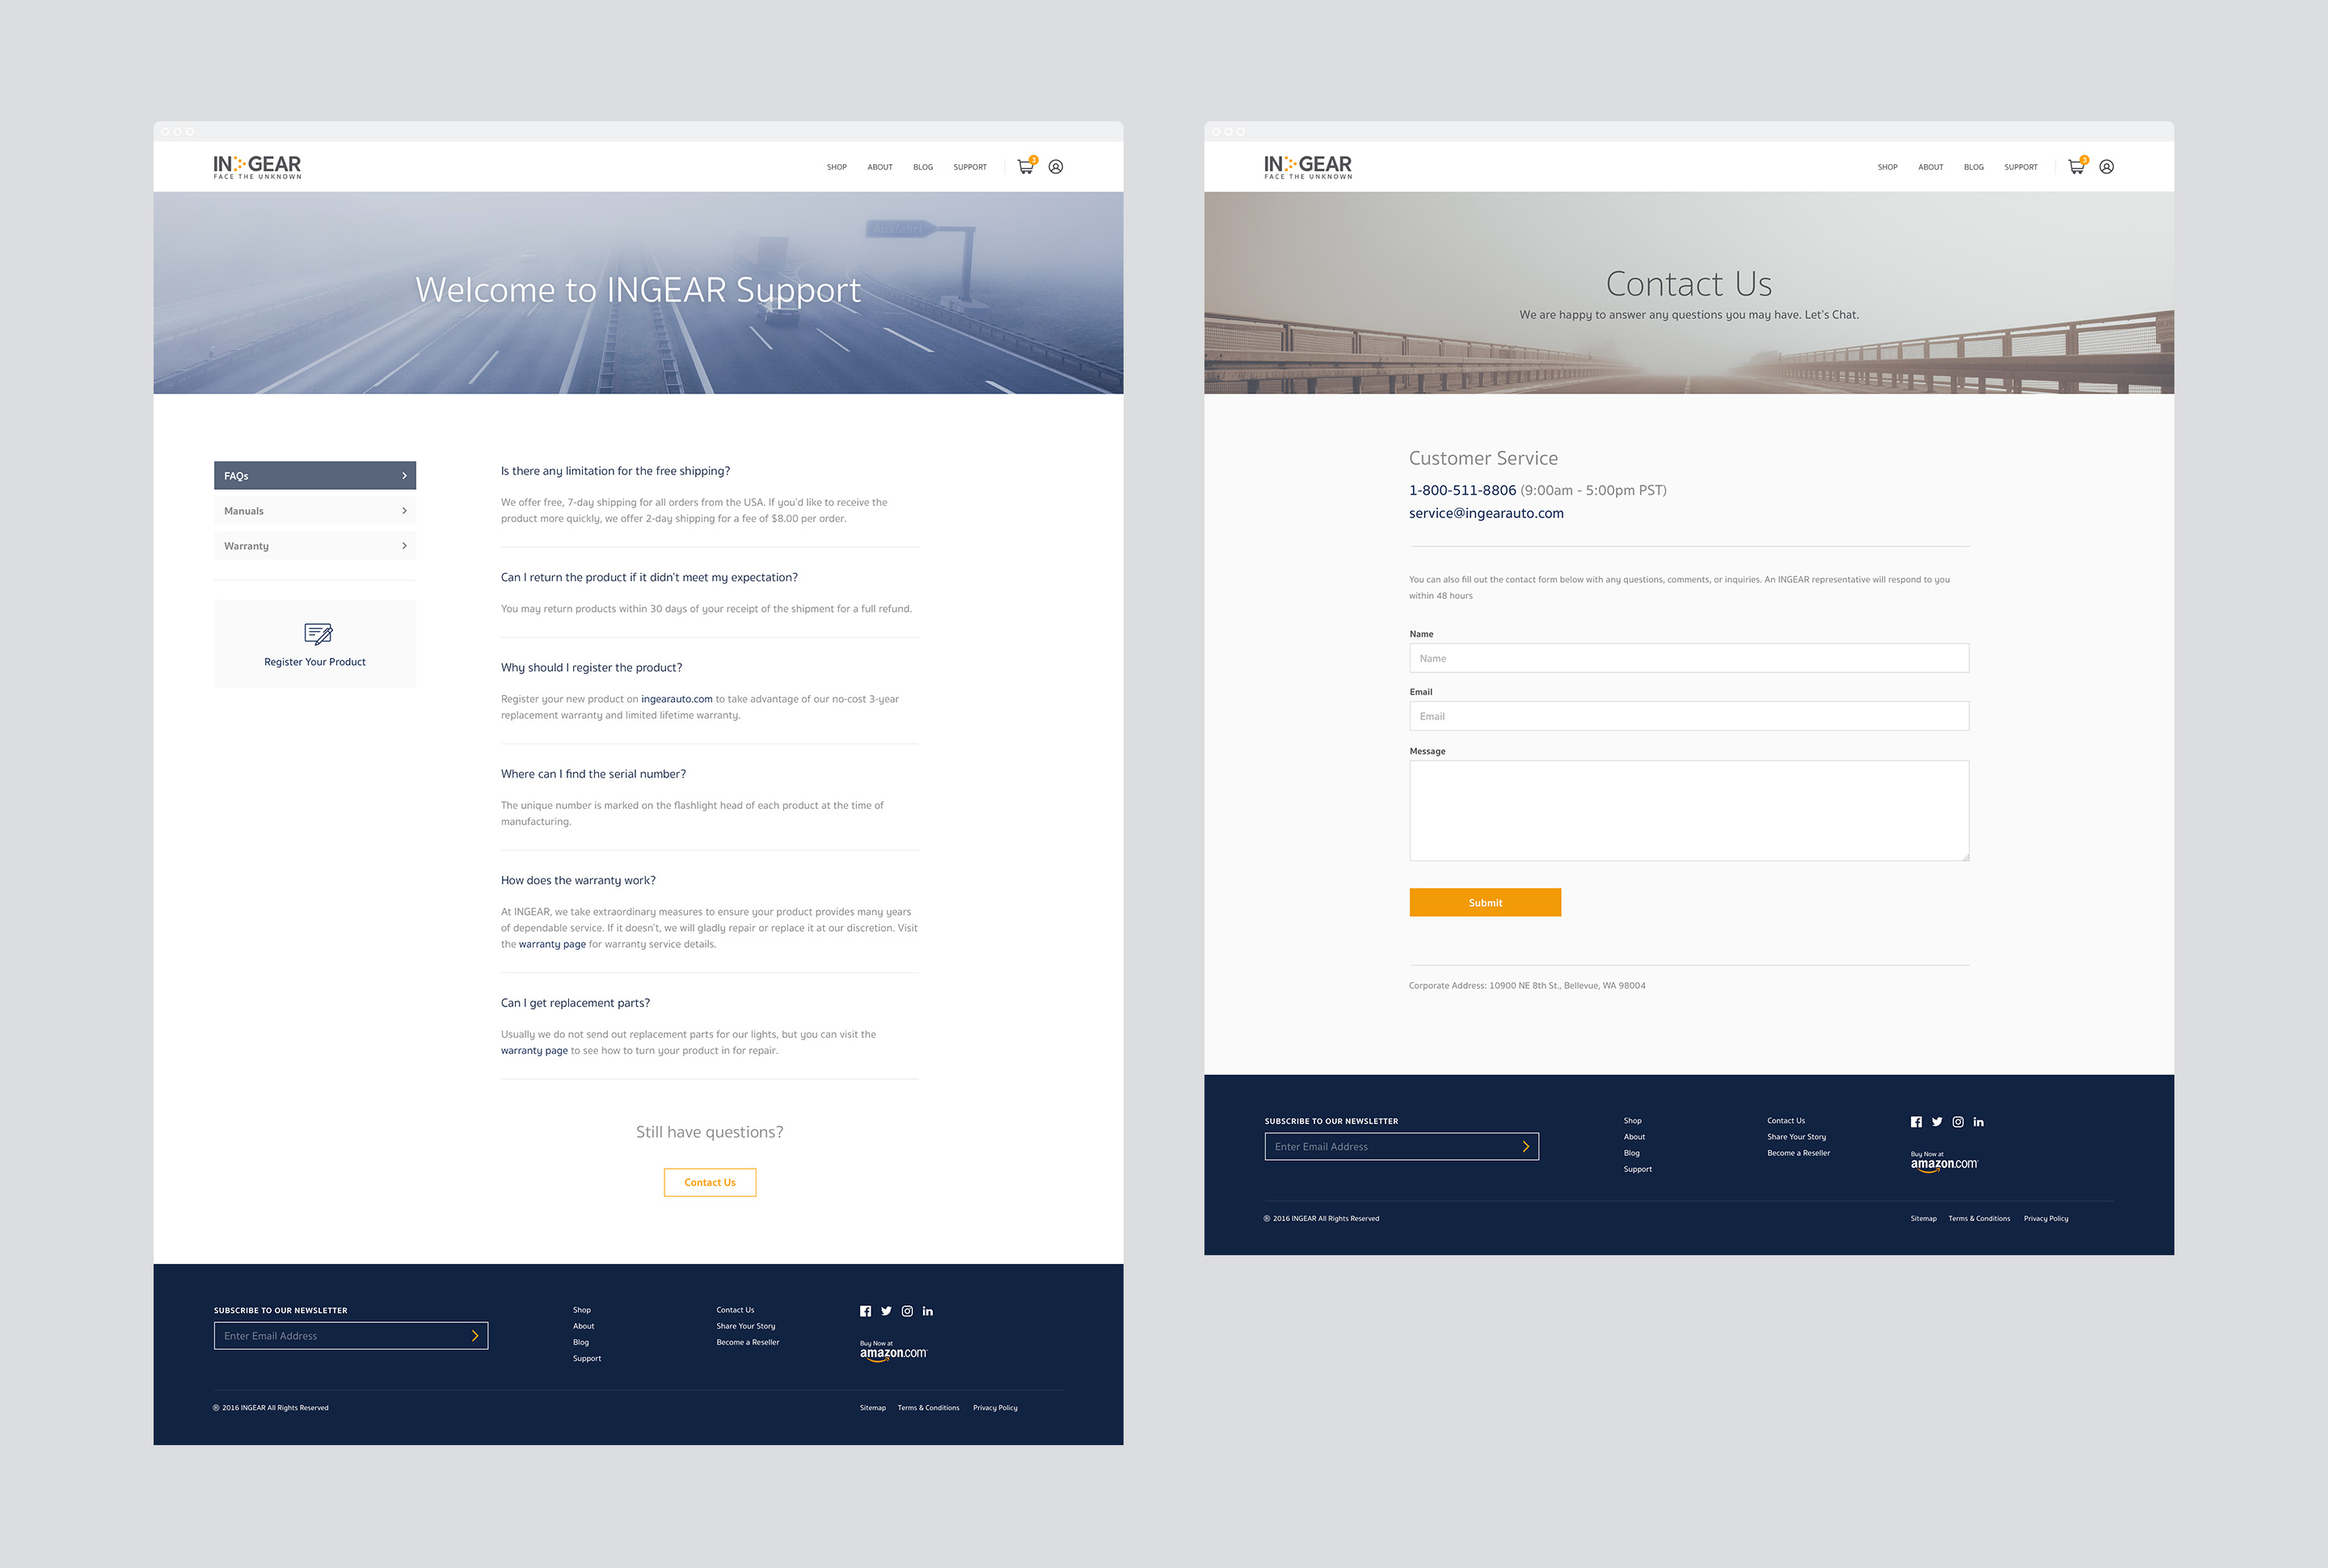 IN GEAR
FACE THE UNKNOWN
SHOP ABOUT BLOG SUPPORT 3
Ausfahrt
Welcome to INGEAR Support
FAQs
Manuals
Warranty
Register Your Product
Is there any limitation for the free shipping?
We offer free, 7-day shipping for all orders from the USA. If you'd like to receive the
product more quickly, we offer 2-day shipping for a fee of $8.00 per order.
Can I return the product if it didn't meet my expectation?
You may return products within 30 days of your receipt of the shipment for a full refund.
Why should I register the product?
Register your new product on ingearauto.com to take advantage of our no-cost 3-year
replacement warranty and limited lifetime warranty.
Where can I find the serial number?
The unique number is marked on the flashlight head of each product at the time of
manufacturing.
How does the warranty work?
At INGEAR, we take extraordinary measures to ensure your product provides many years
of dependable service. If it doesn't, we will gladly repair or replace it at our discretion. Visit
the warranty page for warranty service details.
Can I get replacement parts?
Usually we do not send out replacement parts for our lights, but you can visit the
warranty page to see how to turn your product in for repair.
Still have questions?
Contact Us
SUBSCRIBE TO OUR NEWSLETTER
Enter Email Address
Shop
About
Blog
Support
Contact Us
Share Your Story
Become a Reseller
Buy Now at
amazon.com
® 2016 INGEAR All Rights Reserved
Sitemap Terms & Conditions Privacy Policy
IN GEAR
FACE THE UNKNOWN
SHOP ABOUT BLOG SUPPORT 3
Contact Us
We are happy to answer any questions you may have. Let's Chat.
Customer Service
1-800-511-8806 (9:00am - 5:00pm PST)
service@ingearauto.com
You can also fill out the contact form below with any questions, comments, or inquiries. An INGEAR representative will respond to you
within 48 hours
Name
Name
Email
Email
Message
Submit
Corporate Address: 10900 NE 8th St., Bellevue, WA 98004
SUBSCRIBE TO OUR NEWSLETTER
Enter Email Address
Shop
About
Blog
Support
Contact Us
Share Your Story
Become a Reseller
Buy Now at
amazon.com
® 2016 INGEAR All Rights Reserved
Sitemap Terms & Conditions Privacy Policy